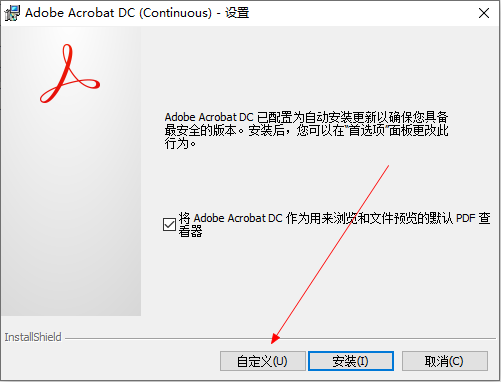 Adobe Acrobat DC (Continuous) - 设置
Adobe Acrobat DC 已配置为自动安装更新以确保您具备
最安全的版本。安装后，您可以在"首选项"面板更改此
行为。
将 Adobe Acrobat DC 作为用来浏览和文件预览的默认 PDF 查
看器
InstallShield
自定义(U)
安装(I)
取消(C)